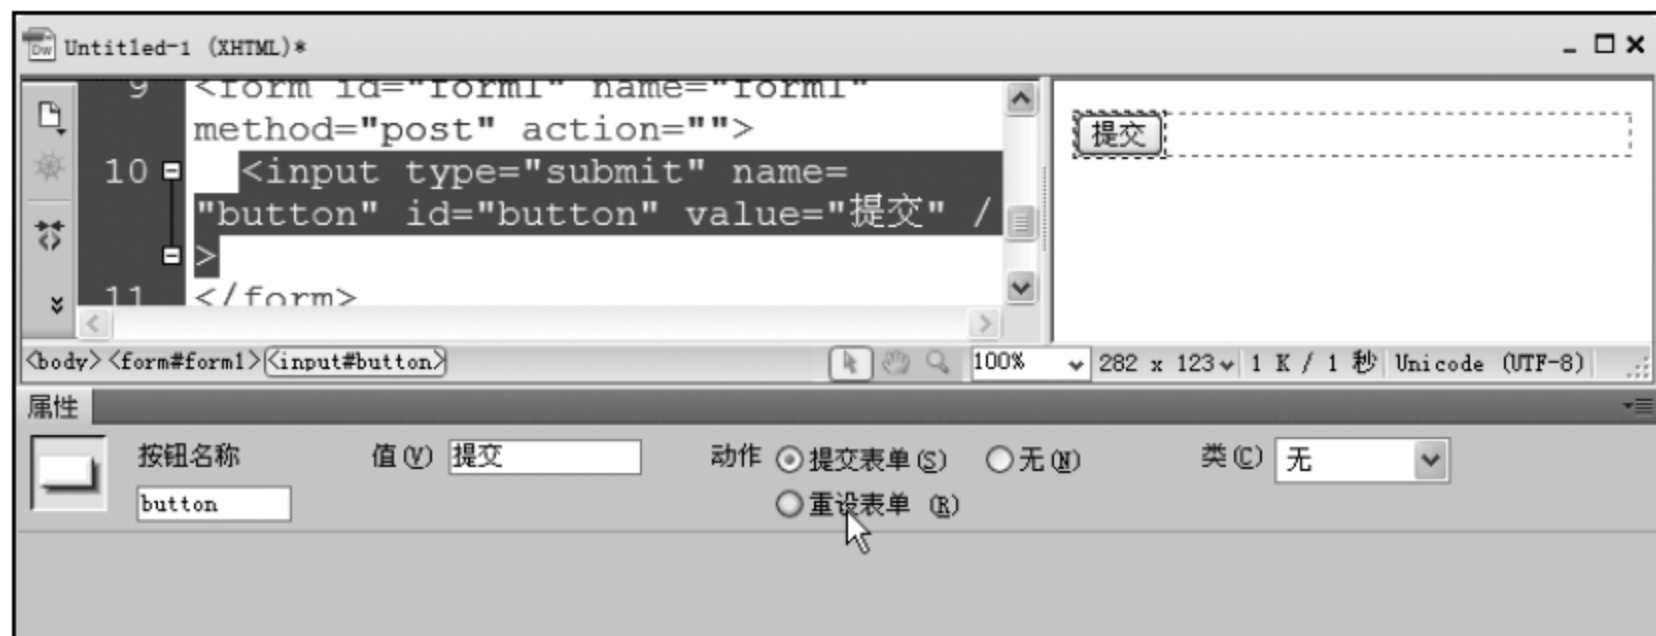 Untitled-1 (XHTML)*
9 <form id="form1" name="form1"
method="post" action="">
10 <input type="submit" name=
"button" id="button" value="提交" /
>
11 </form>
提交
<body> <form#form1> <input#button> 100% 282 x 123 1 K / 1 秒 Unicode (UTF-8)
属性
按钮名称 值(V) 提交 动作 提交表单(S) 无(N) 类(C) 无
button 重设表单 (R)